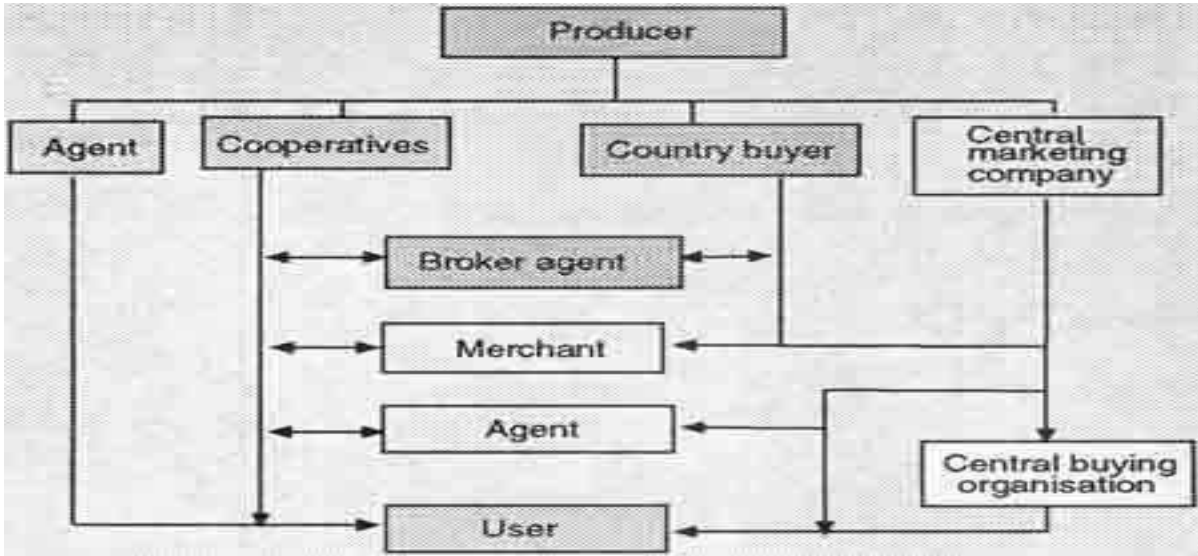 Producer
Agent
Cooperatives
Country buyer
Central
marketing
company
Broker agent
Merchant
Agent
Central buying
organisation
User